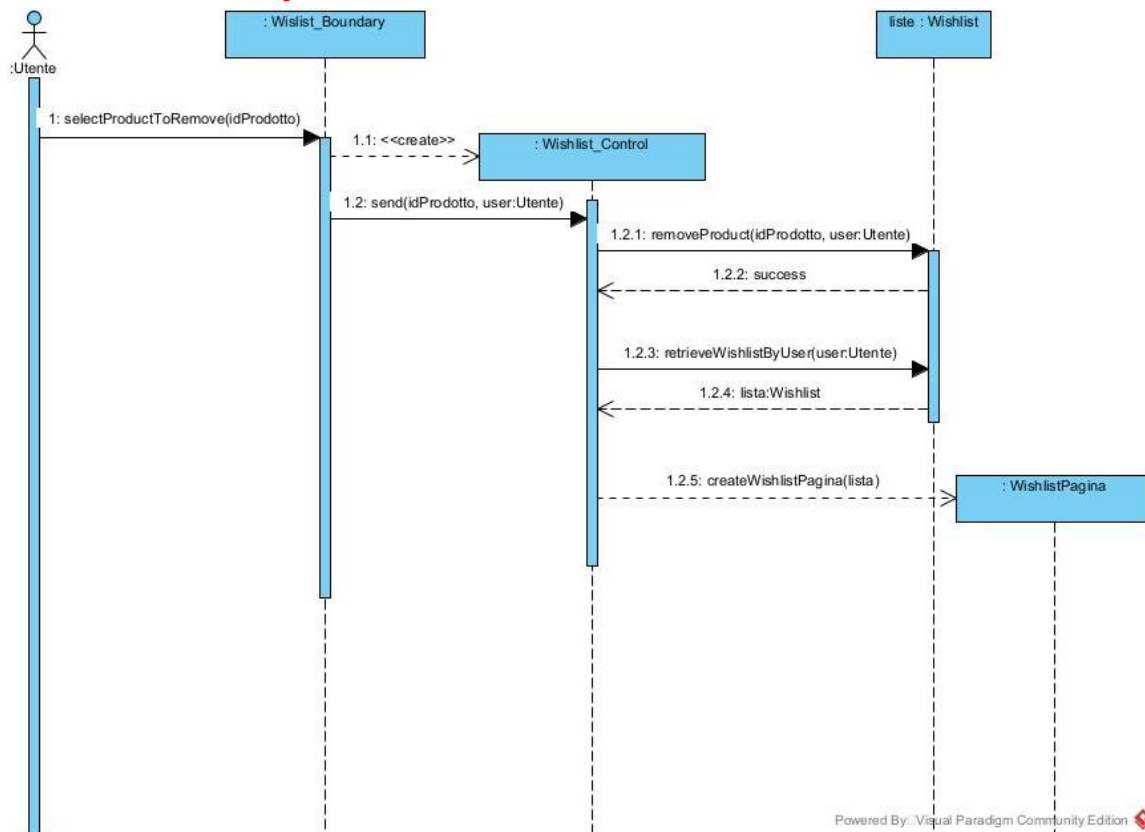 : Wislist_Boundary
liste : Wishlist
:Utente
1: selectProductToRemove(idProdotto)
1.1: <<create>>
: Wishlist_Control
1.2: send(idProdotto, user:Utente)
1.2.1: removeProduct(idProdotto, user:Utente)
1.2.2: success
1.2.3: retrieveWishlistByUser(user:Utente)
1.2.4: lista:Wishlist
1.2.5: createWishlistPagina(lista)
: WishlistPagina
Powered By Visual Paradigm Community Edition